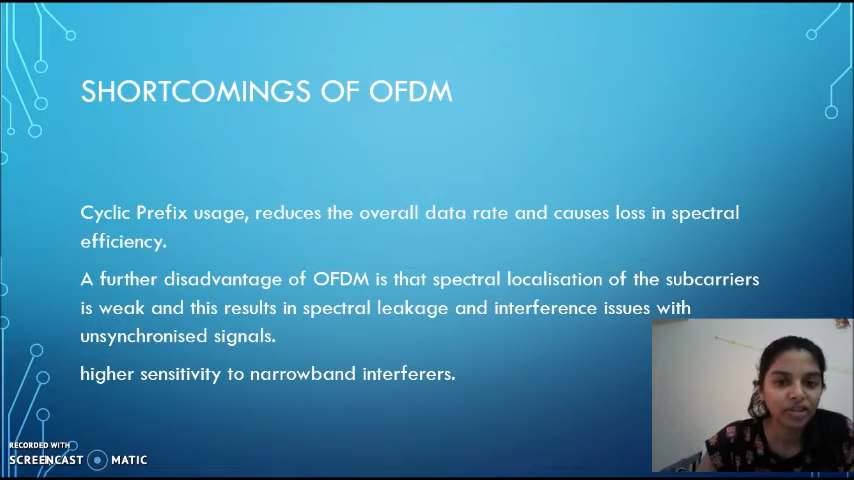 SHORTCOMINGS OF OFDM
Cyclic Prefix usage, reduces the overall data rate and causes loss in spectral
efficiency.
A further disadvantage of OFDM is that spectral localisation of the subcarriers
is weak and this results in spectral leakage and interference issues with
unsynchronised signals.
higher sensitivity to narrowband interferers.
RECORDED WITH
SCREENCAST MATIC